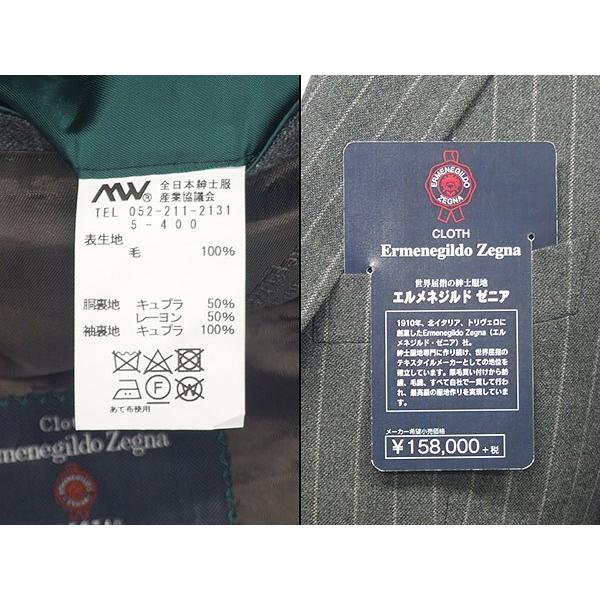 MW® 全日本紳士服
産業協議会
TEL 052-211-2131
5-400
表生地
毛 100%
胴裏地 キュプラ 50%
レーヨン 50%
袖裏地 キュプラ 100%
F W
あて布使用
Cloth
Ermenegildo Zegna
ERMENEGILDO
ZEGNA
CLOTH
Ermenegildo Zegna
世界屈指の紳士服地
エルメネジルド ゼニア
1910年、北イタリア、トリヴェロに
創業したErmenegildo Zegna（エル
メネジルド・ゼニア）社。
紳士服地専門に作り続け、世界屈指の
テキスタイルメーカーとしての地位を
確立しています。原毛買い付けから紡
績、毛織、すべて自社で一貫して行わ
れ、最高級の服地作りを実現していま
す。
メーカー希望小売価格
¥158,000+税